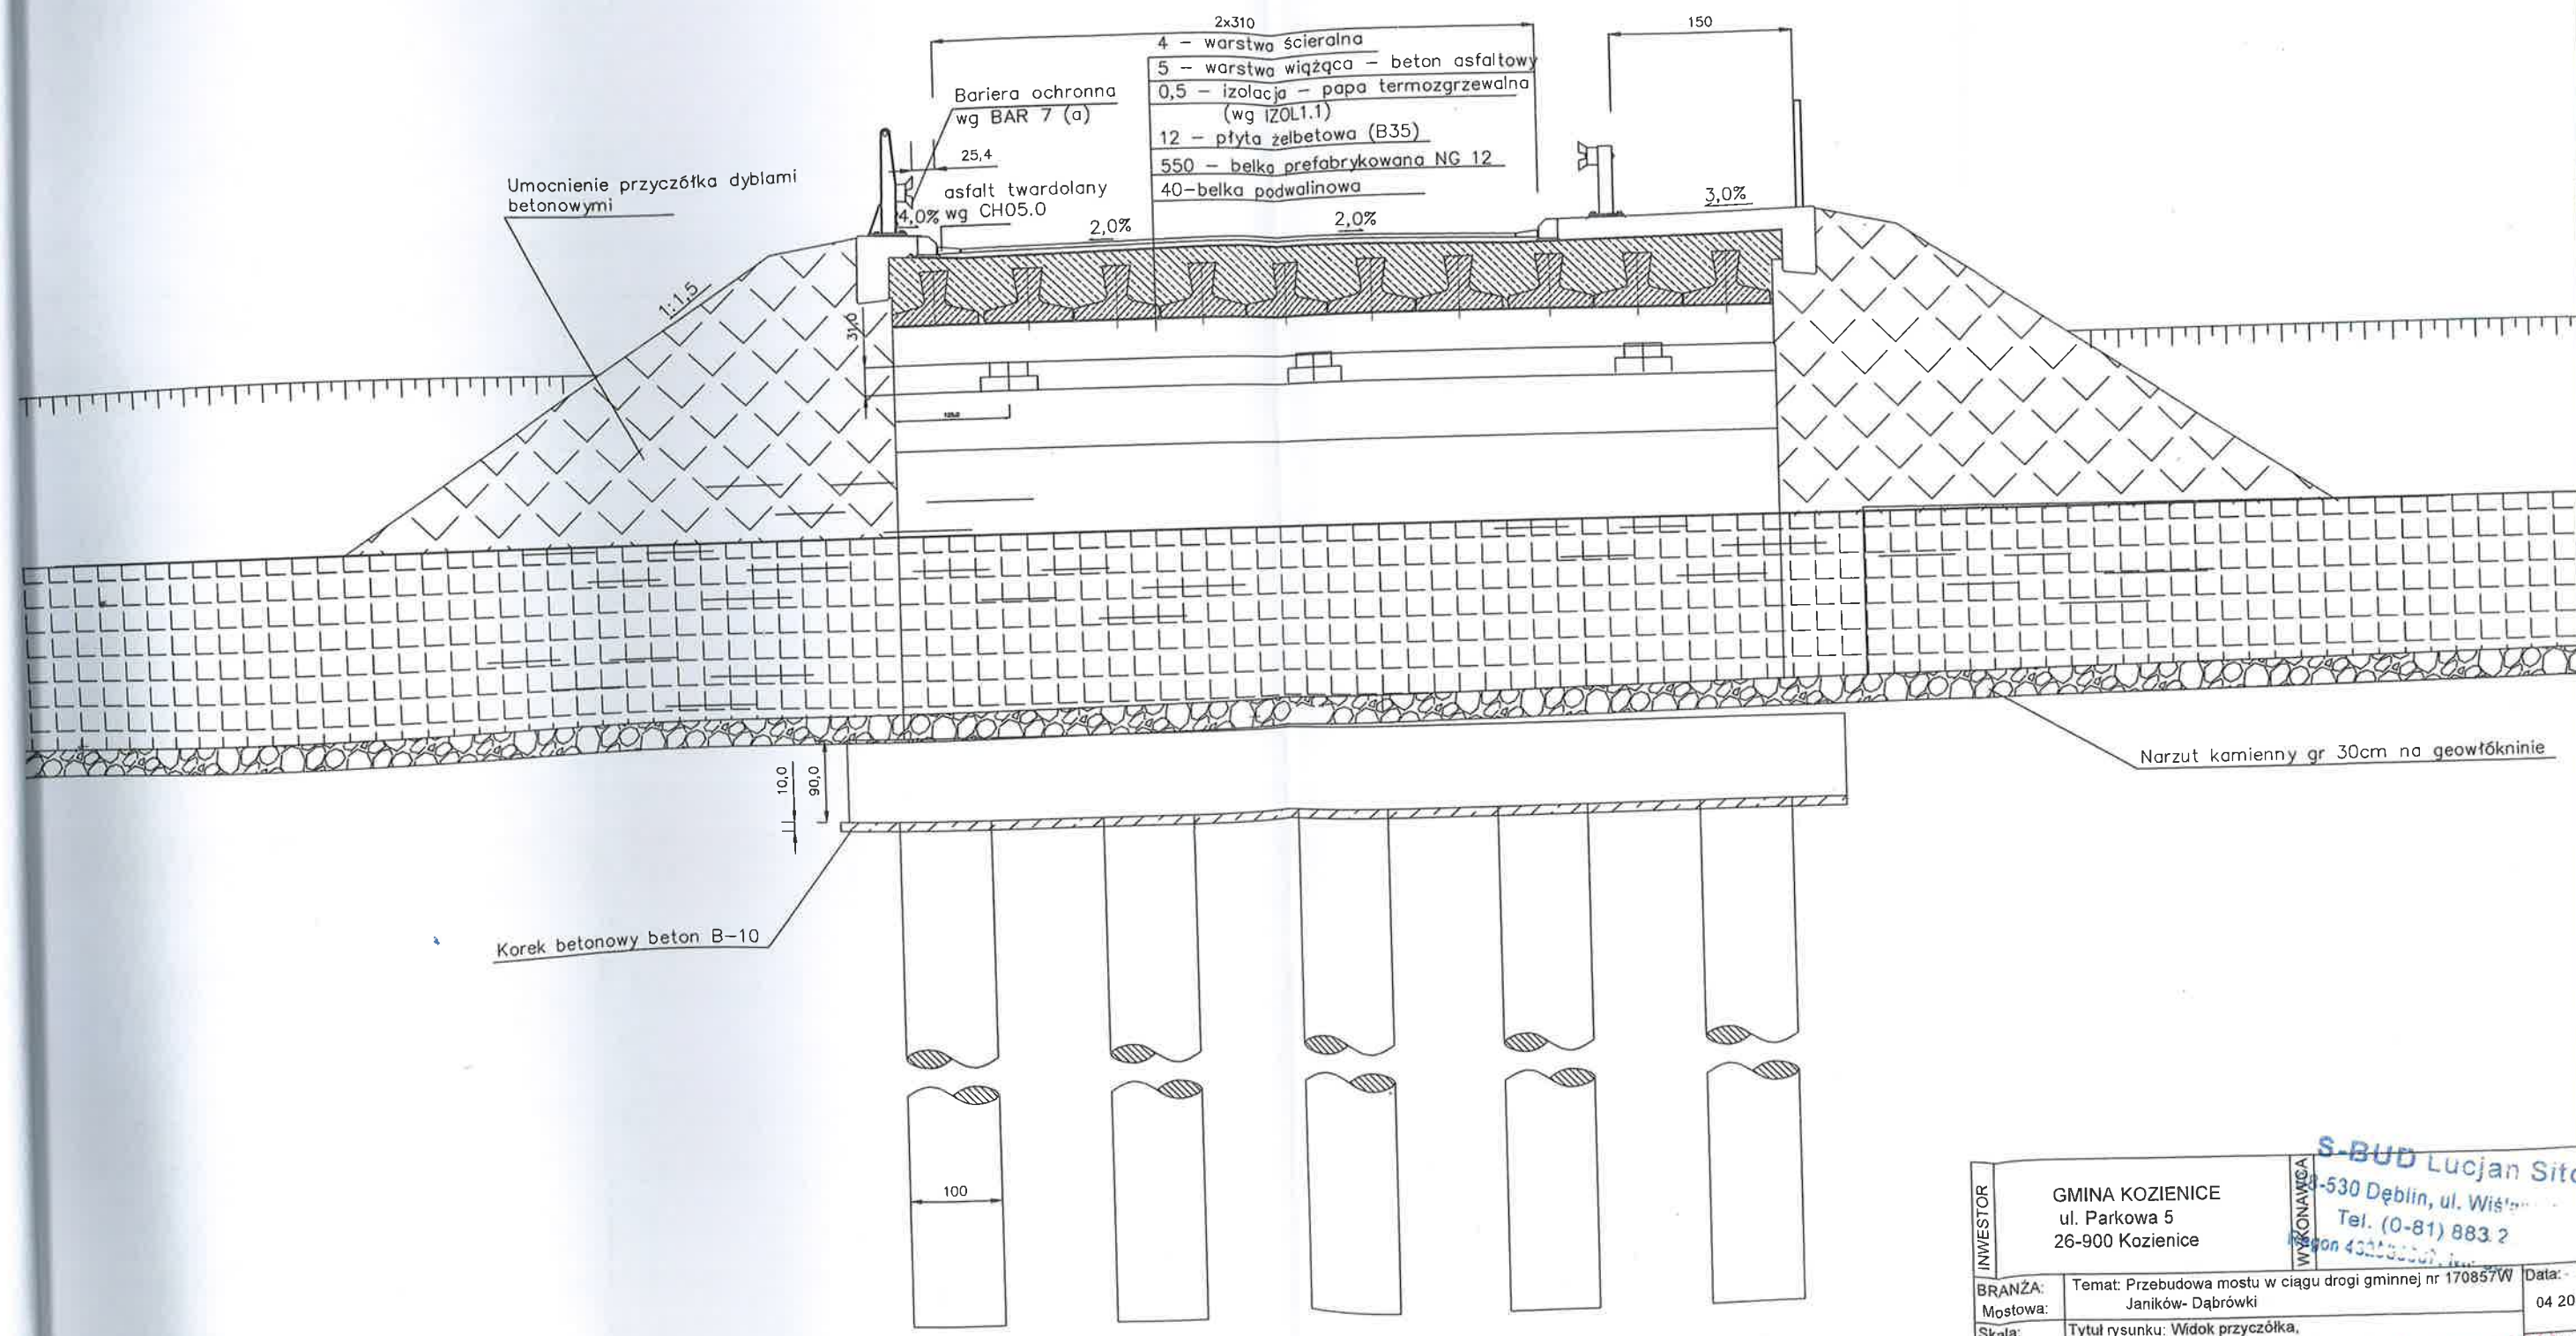 2x310
150
4 - warstwa ścieralna
5 - warstwa wiążąca - beton asfaltowy
0,5 - izolacja - papa termozgrzewalna
(wg IZOL1.1)
12 - płyta żelbetowa (B35)
550 - belka prefabrykowana NG 12
40-belka podwalinowa
Bariera ochronna
wg BAR 7 (a)
25,4
asfalt twardolany
wg CH05.0
4,0%
2,0%
2,0%
3,0%
Umocnienie przyczółka dyblami
betonowymi
1:1,5
31,0
10,0
90,0
Narzut kamienny gr 30cm na geowłókninie
Korek betonowy beton B-10
100
INWESTOR
GMINA KOZIENICE
ul. Parkowa 5
26-900 Kozienice
WYKONAWCA
S-BUD Lucjan
-530 Dęblin, ul.
Tel. (0-81) 883 2
BRANŻA:
Mostowa:
Temat: Przebudowa mostu w ciągu drogi gminnej nr 170857W
Janików- Dąbrówki
Data:
04 20
Skala:
Tytuł rysunku: Widok przyczółka,